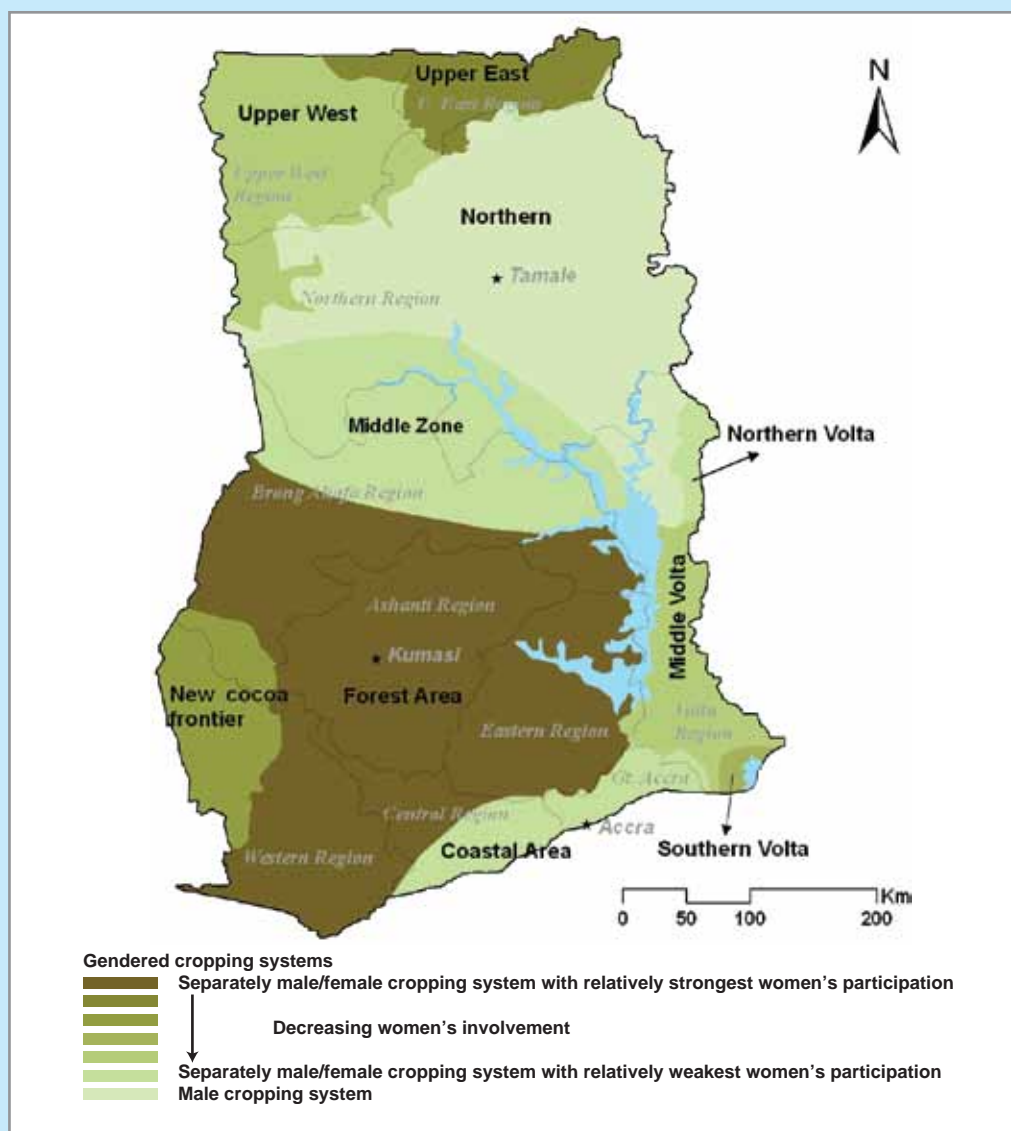 Upper East
U. East Region
N
Upper West
Upper West
Region
Northern
Tamale
Northern Region
Middle Zone
Northern Volta
Brong Ahafo Region
Ashanti Region
Middle Volta
Kumasi
New cocoa
frontier
Forest Area
Eastern Region
Volta
Region
Gt. Accra
Central Region
Accra
Western Region
Coastal Area
Southern Volta
Km
0 50 100 200
Gendered cropping systems
Separately male/female cropping system with relatively strongest women's participation
Decreasing women's involvement
Separately male/female cropping system with relatively weakest women's participation
Male cropping system